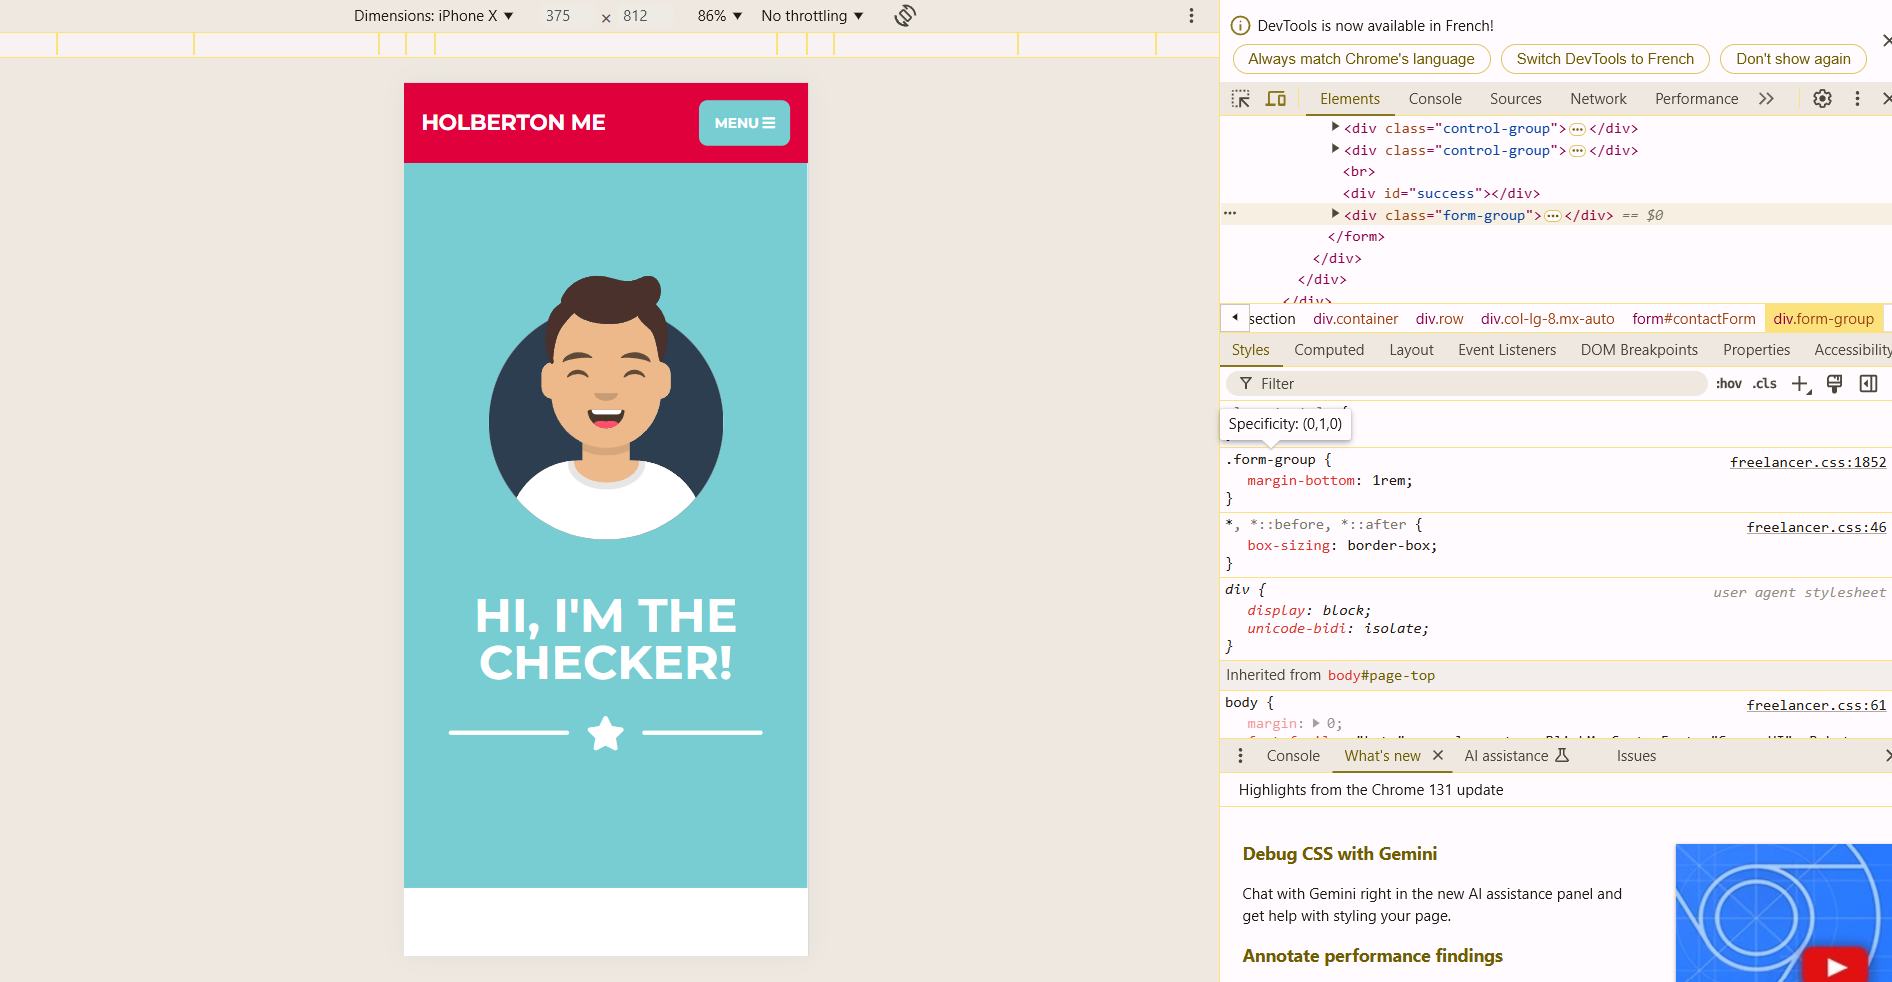 Dimensions: iPhone X ▼ 375 × 812 86% ▼ No throttling ▼
HOLBERTON ME
MENU
HI, I'M THE
CHECKER!
DevTools is now available in French!
Always match Chrome's language Switch DevTools to French Don't show again
Elements Console Sources Network Performance
<div class="control-group"> … </div>
<div class="control-group"> … </div>
<br>
<div id="success"></div>
<div class="form-group"> … </div> == $0
</form>
</div>
</div>
</div>
section div.container div.row div.col-lg-8.mx-auto form#contactForm div.form-group
Styles Computed Layout Event Listeners DOM Breakpoints Properties Accessibility
Filter :hov .cls
Specificity: (0,1,0)
.form-group { freelancer.css:1852
margin-bottom: 1rem;
}
*, *::before, *::after { freelancer.css:46
box-sizing: border-box;
}
div { user agent stylesheet
display: block;
unicode-bidi: isolate;
}
Inherited from body#page-top
body { freelancer.css:61
margin: 0;
Console What's new AI assistance Issues
Highlights from the Chrome 131 update
Debug CSS with Gemini
Chat with Gemini right in the new AI assistance panel and
get help with styling your page.
Annotate performance findings